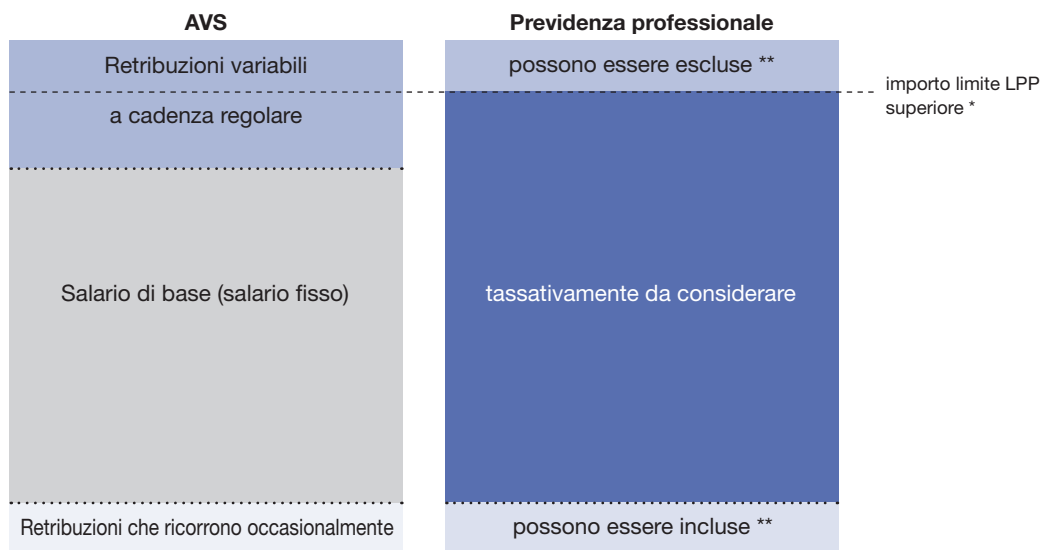 AVS
Previdenza professionale
Retribuzioni variabili
a cadenza regolare
possono essere escluse **
importo limite LPP
superiore *
Salario di base (salario fisso)
tassativamente da considerare
Retribuzioni che ricorrono occasionalmente
possono essere incluse **